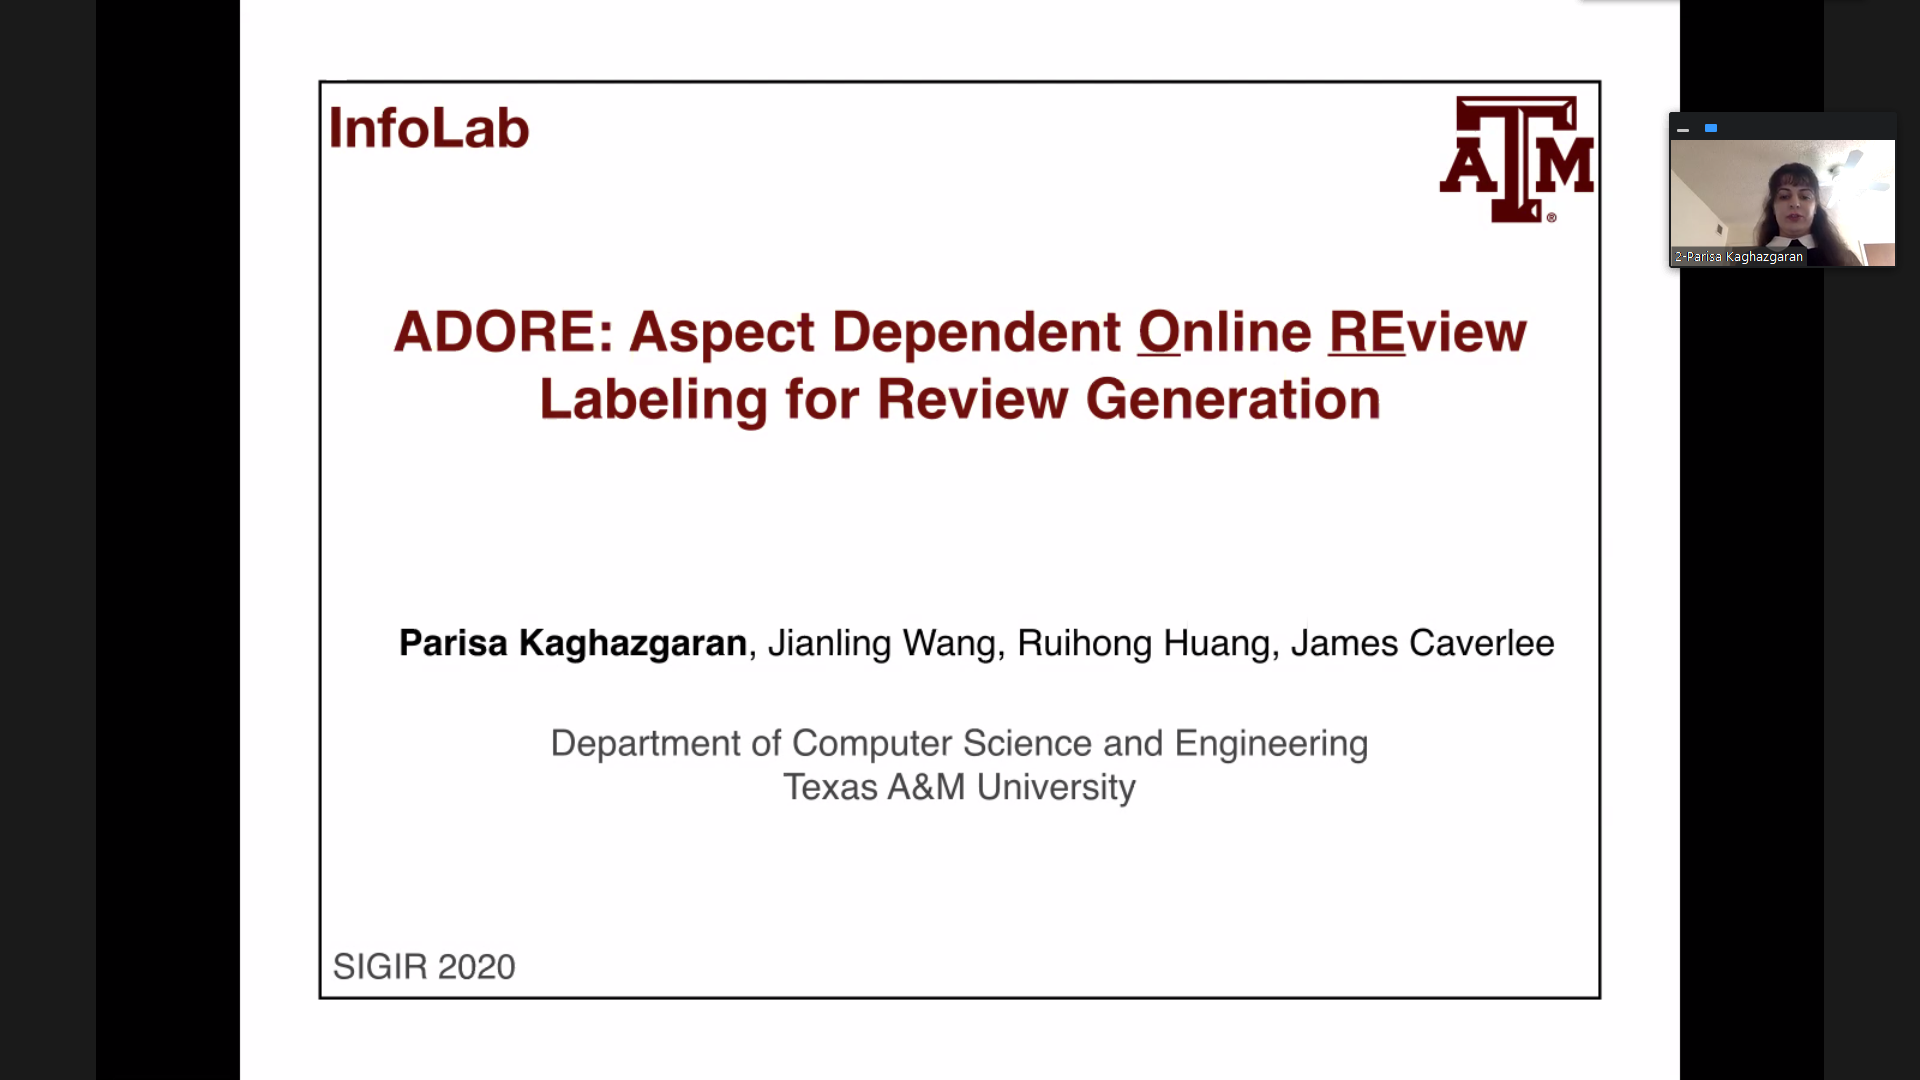 InfoLab
ATM
®
ADORE: Aspect Dependent Online REview
Labeling for Review Generation
Parisa Kaghazgaran, Jianling Wang, Ruihong Huang, James Caverlee
Department of Computer Science and Engineering
Texas A&M University
SIGIR 2020
2-Parisa Kaghazgaran